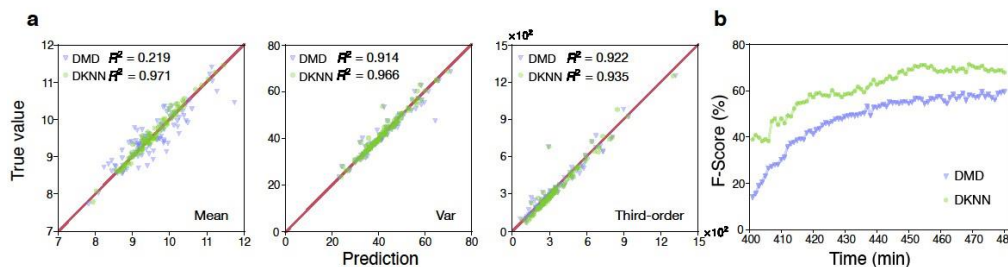 a
True value
12
11
10
9
8
7
DMD R² = 0.219
DKNN R² = 0.971
Mean
7 8 9 10 11 12
80
60
40
20
0
DMD R² = 0.914
DKNN R² = 0.966
Var
0 20 40 60 80
Prediction
×10²
15
12
9
6
3
0
DMD R² = 0.922
DKNN R² = 0.935
Third-order
0 3 6 9 12 15
×10²
b
F-Score (%)
80
60
40
60
0
DMD
DKNN
400 410 420 430 440 450 460 470 48
Time (min)